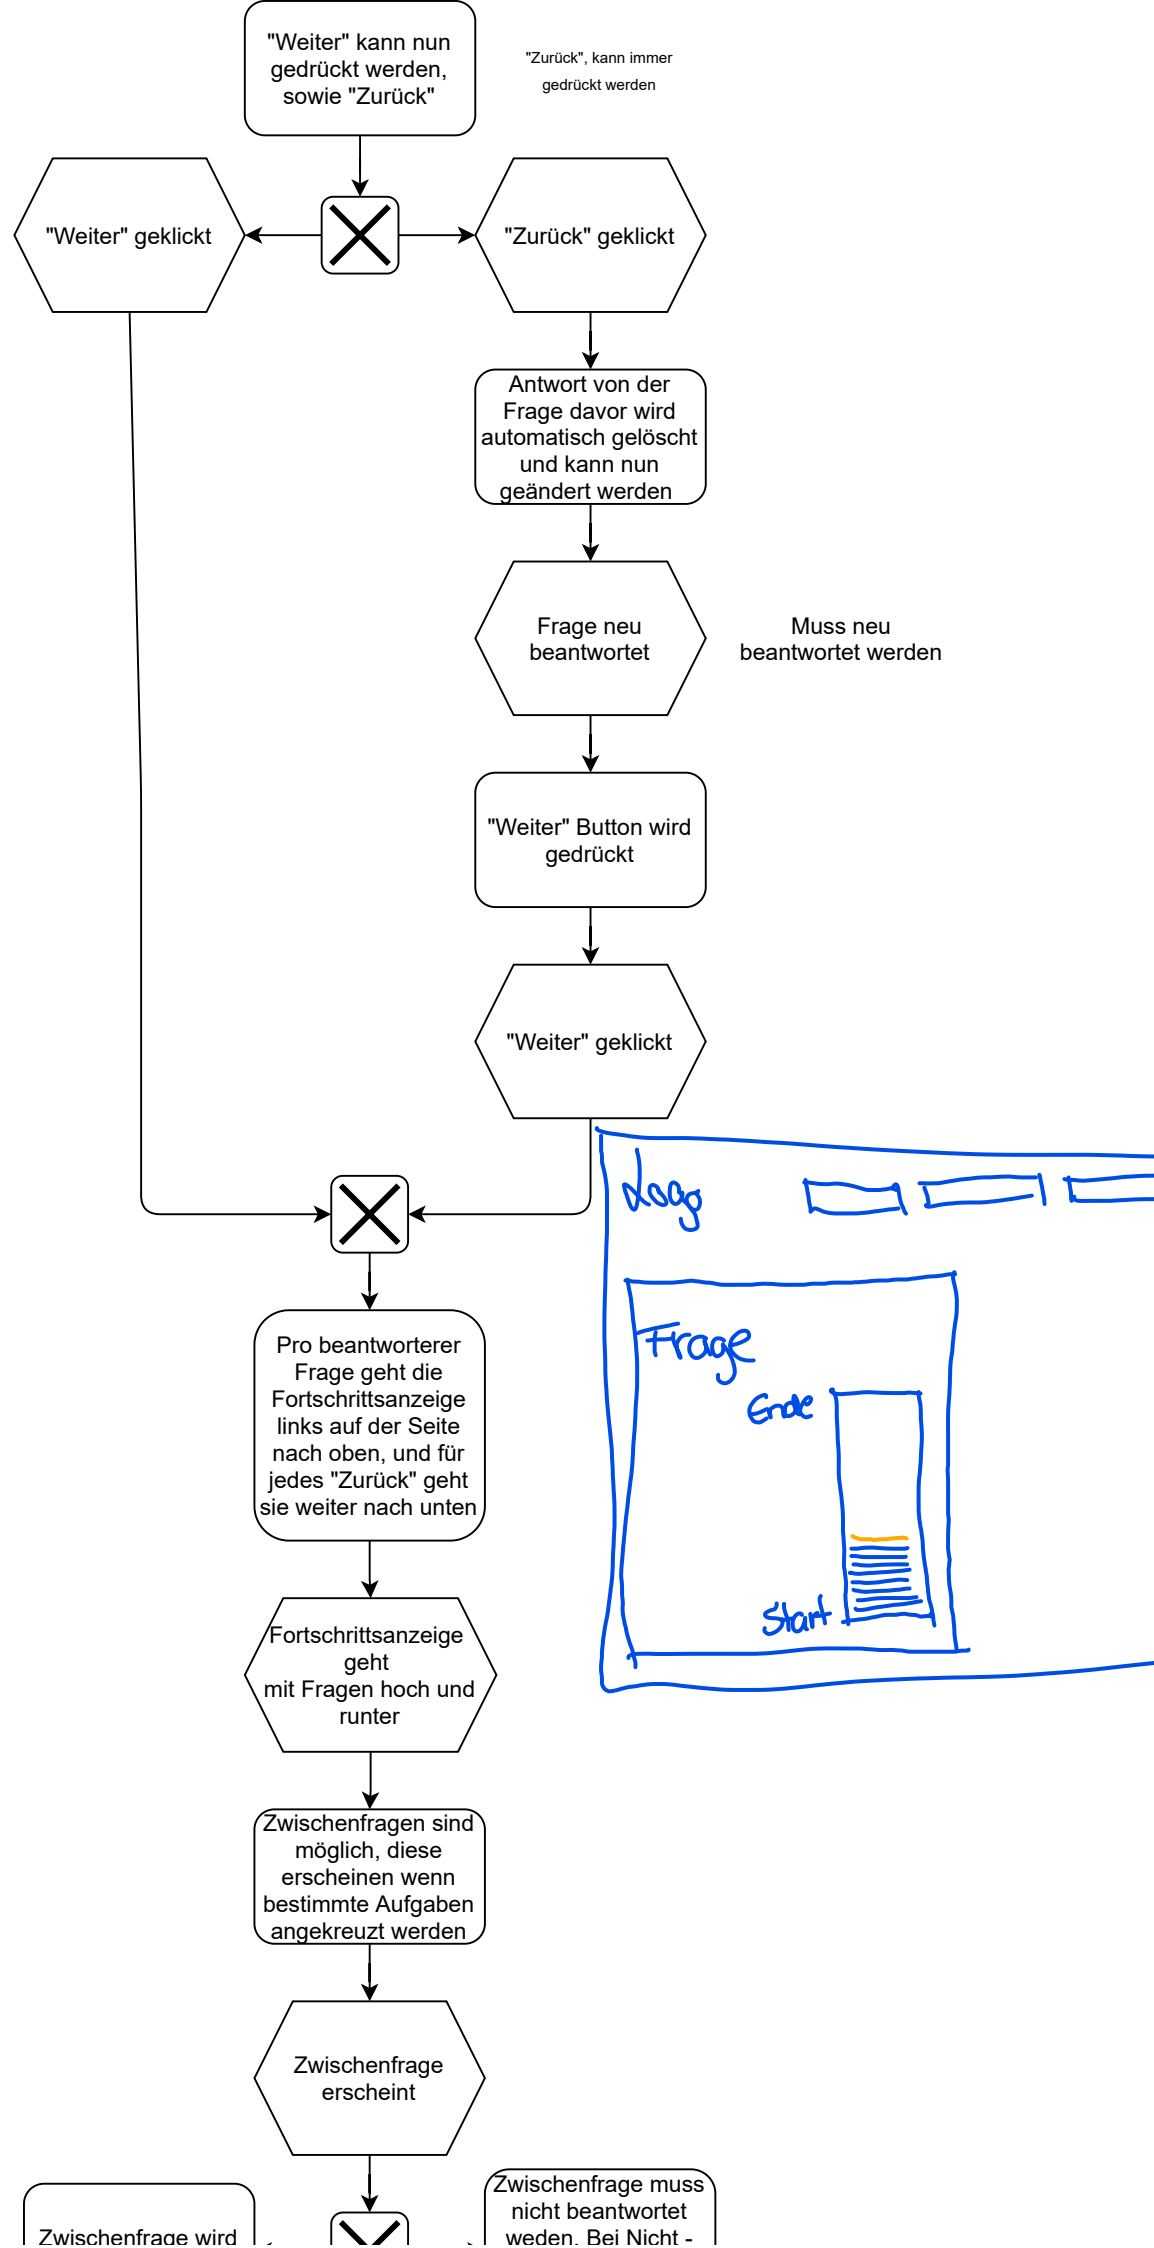 "Weiter" kann nun
gedrückt werden,
sowie "Zurück"
"Zurück", kann immer
gedrückt werden
"Weiter" geklickt
"Zurück" geklickt
Antwort von der
Frage davor wird
automatisch gelöscht
und kann nun
geändert werden
Frage neu
beantwortet
Muss neu
beantwortet werden
"Weiter" Button wird
gedrückt
"Weiter" geklickt
Pro beantworterer
Frage geht die
Fortschrittsanzeige
links auf der Seite
nach oben, und für
jedes "Zurück" geht
sie weiter nach unten
Frage
Ende
Start
Fortschrittsanzeige
geht
mit Fragen hoch und
runter
Zwischenfragen sind
möglich, diese
erscheinen wenn
bestimmte Aufgaben
angekreuzt werden
Zwischenfrage
erscheint
Zwischenfrage wird
Zwischenfrage muss
nicht beantwortet
weden. Bei Nicht -